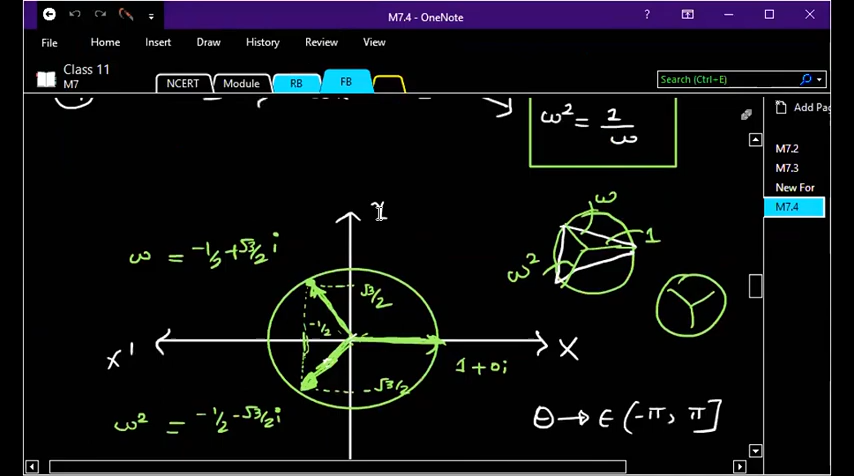 M7.4 - OneNote
?
File Home Insert Draw History Review View
Class 11
M7
NCERT Module RB FB
Search (Ctrl+E)
Add Pa
M7.2
M7.3
New For
M7.4
ω² = 1/ω
Y
ω = -1/2 + √3/2 i
ω
1
ω²
√3/2
-1/2
X' X
1 + 0i
√3/2
ω² = -1/2 - √3/2 i
θ → ∈ (-π, π]